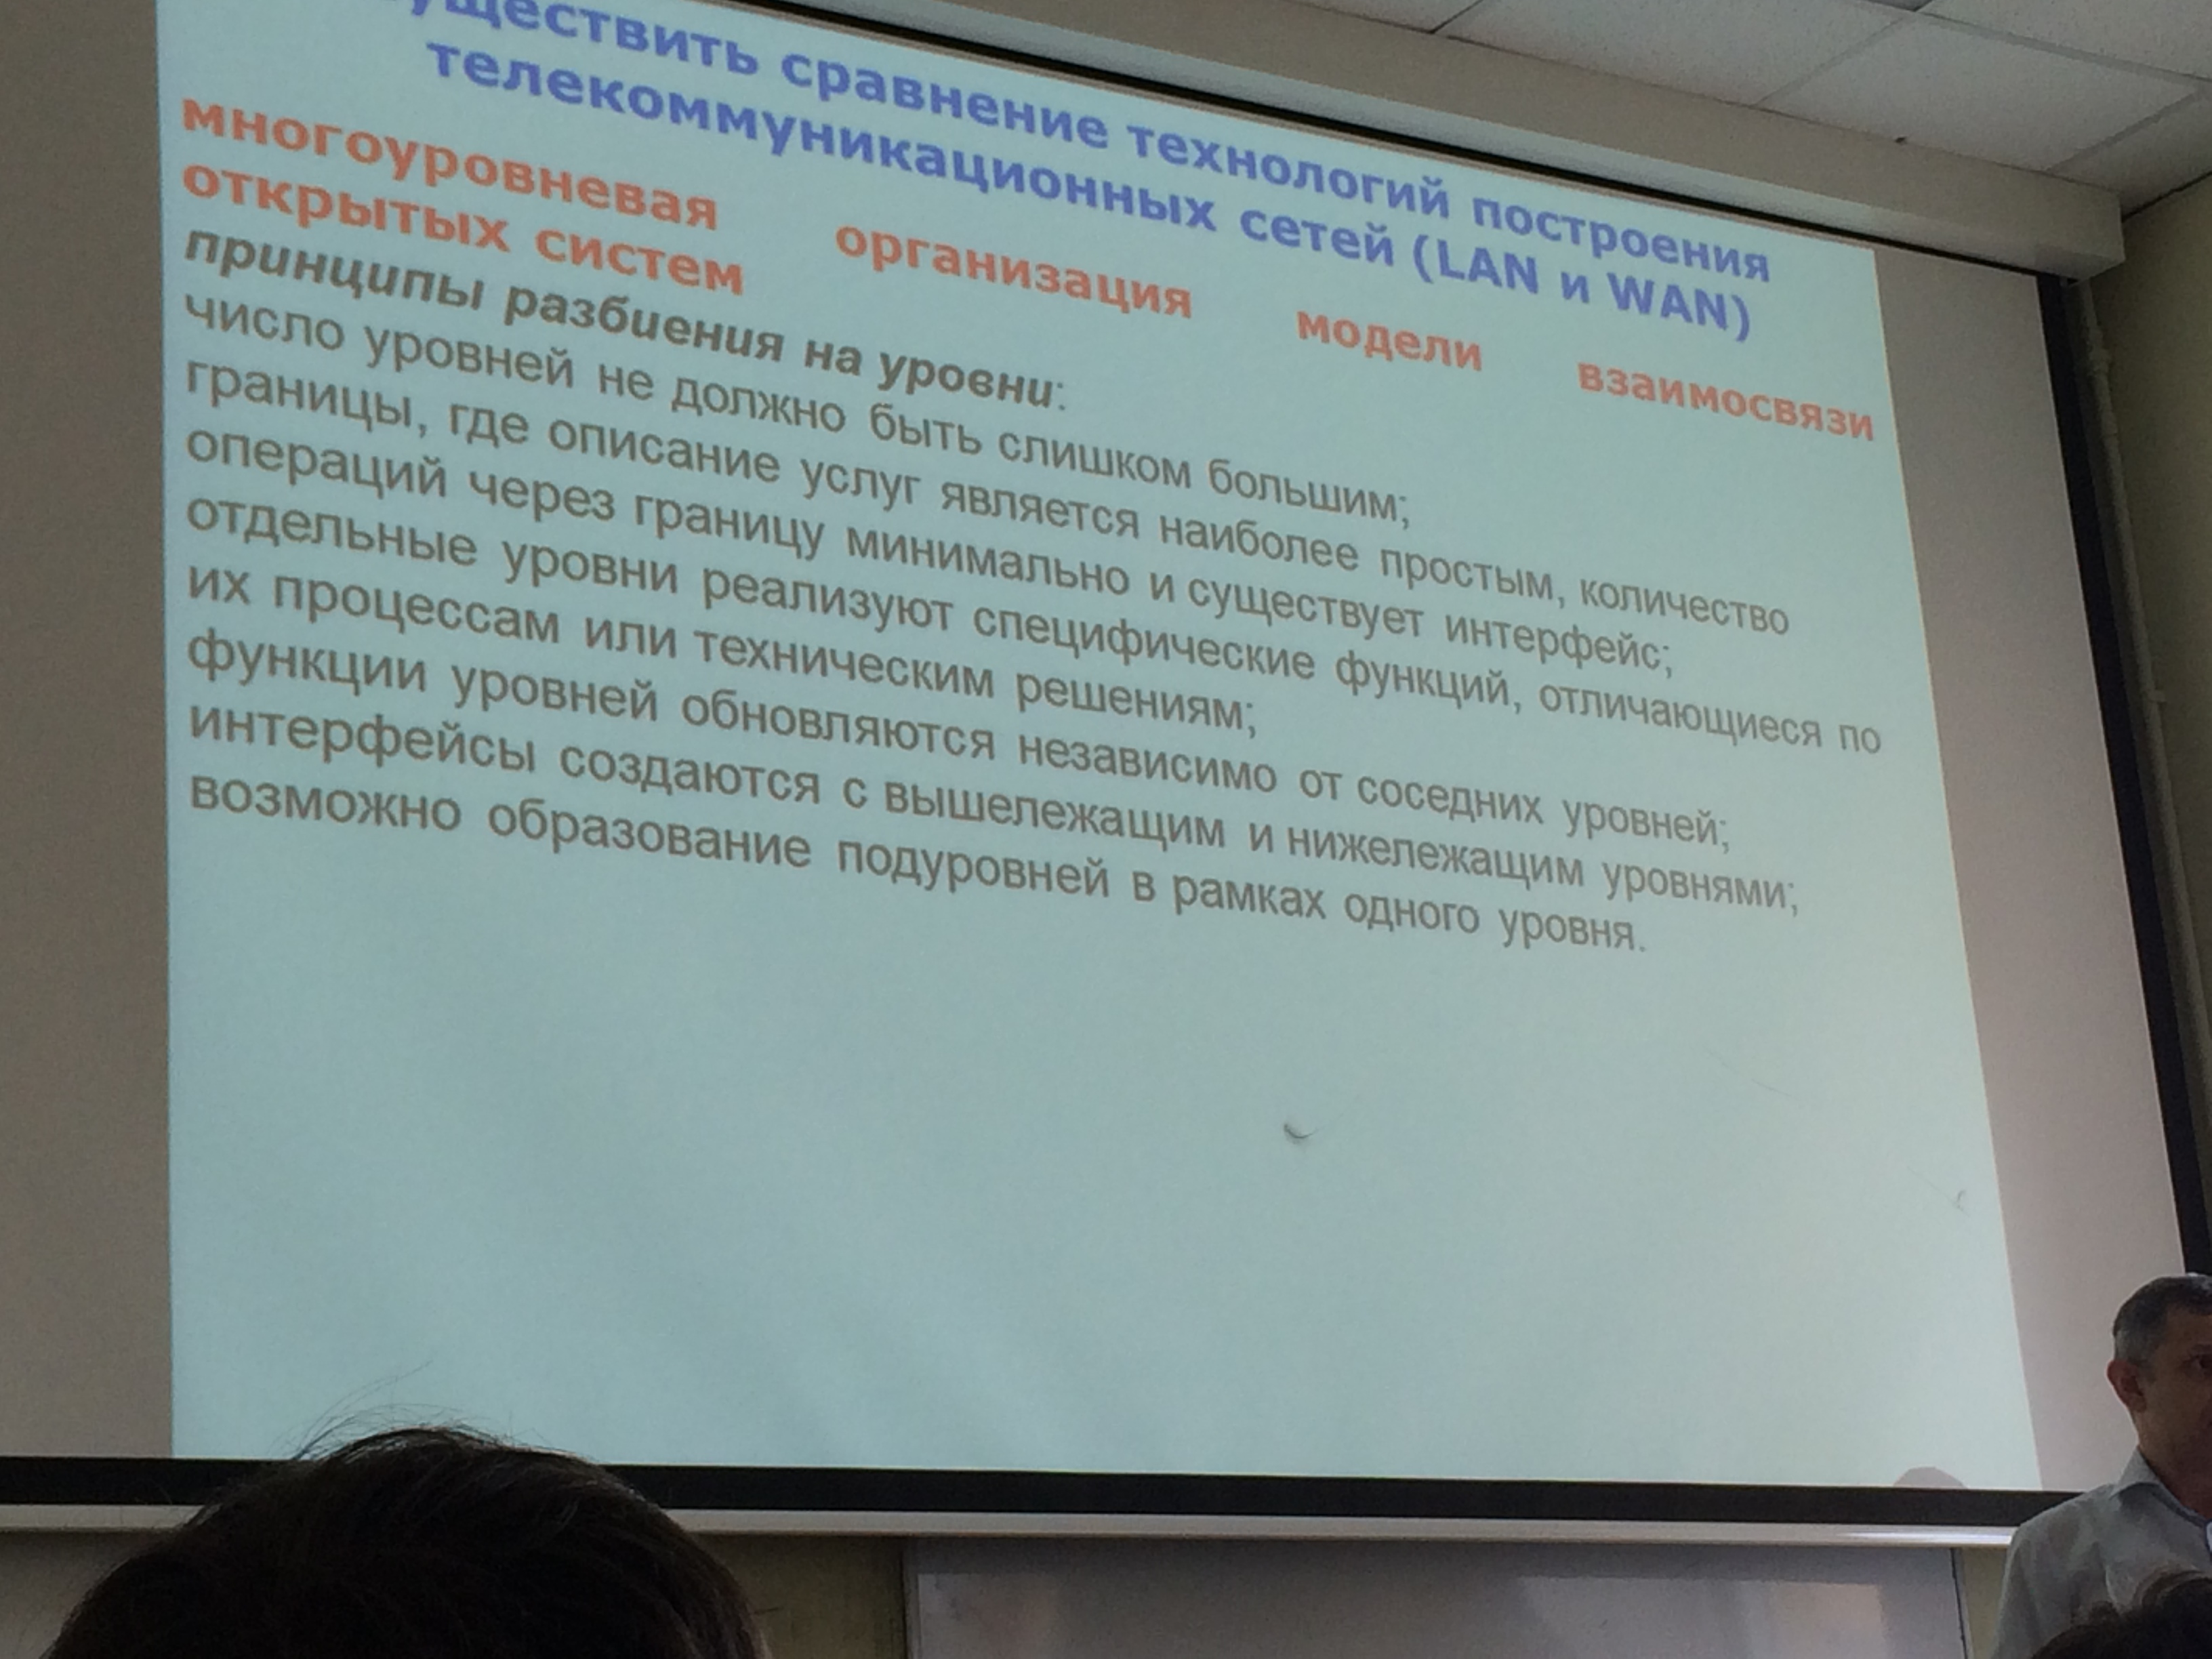 существить сравнение технологий построения
телекоммуникационных сетей (LAN и WAN)
многоуровневая организация модели взаимосвязи
открытых систем
принципы разбиения на уровни:
число уровней не должно быть слишком большим;
границы, где описание услуг является наиболее простым, количество
операций через границу минимально и существует интерфейс;
отдельные уровни реализуют специфические функций, отличающиеся по
их процессам или техническим решениям;
функции уровней обновляются независимо от соседних уровней;
интерфейсы создаются с вышележащим и нижележащим уровнями;
возможно образование подуровней в рамках одного уровня.